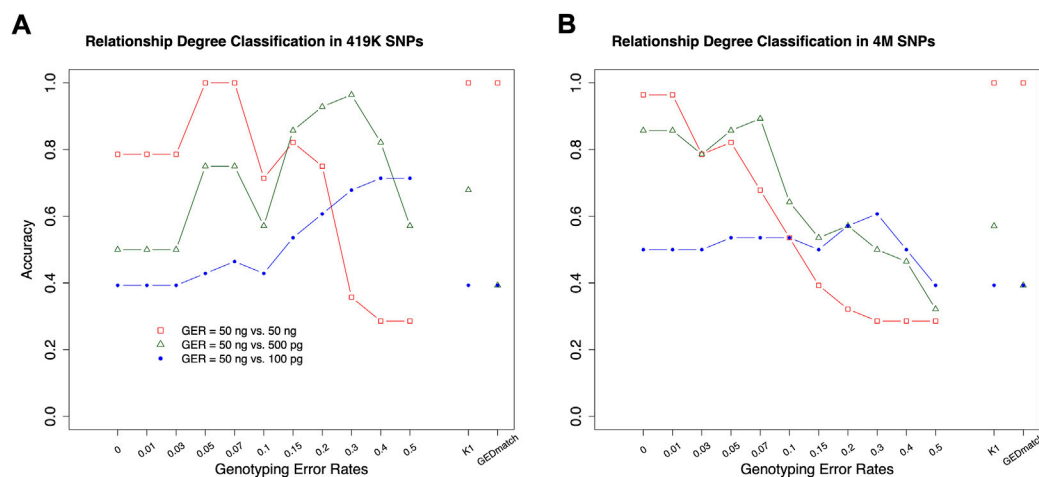 A
Relationship Degree Classification in 419K SNPs
Accuracy
1.0
0.8
0.6
0.4
0.2
0.0
GER = 50 ng vs. 50 ng
GER = 50 ng vs. 500 pg
GER = 50 ng vs. 100 pg
0 0.01 0.03 0.05 0.07 0.1 0.15 0.2 0.3 0.4 0.5 K1 GEDmatch
Genotyping Error Rates
B
Relationship Degree Classification in 4M SNPs
1.0
0.8
0.6
0.4
0.2
0.0
0 0.01 0.03 0.05 0.07 0.1 0.15 0.2 0.3 0.4 0.5 K1 GEDmatch
Genotyping Error Rates